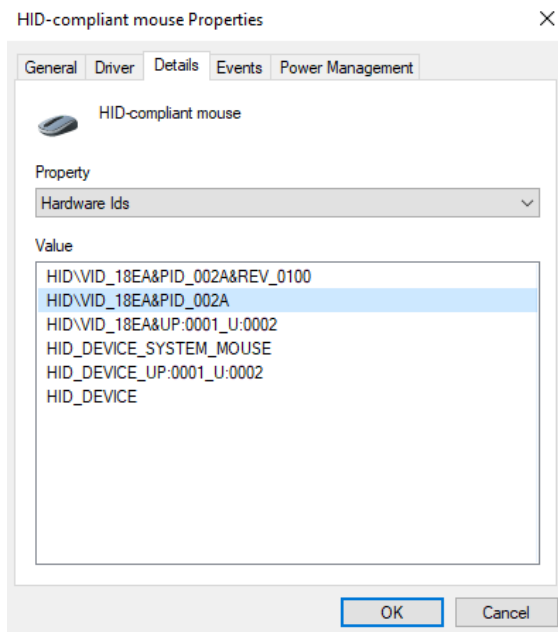 HID-compliant mouse Properties
General Driver Details Events Power Management
HID-compliant mouse
Property
Hardware Ids
Value
HID\VID_18EA&PID_002A&REV_0100
HID\VID_18EA&PID_002A
HID\VID_18EA&UP:0001_U:0002
HID_DEVICE_SYSTEM_MOUSE
HID_DEVICE_UP:0001_U:0002
HID_DEVICE
OK Cancel